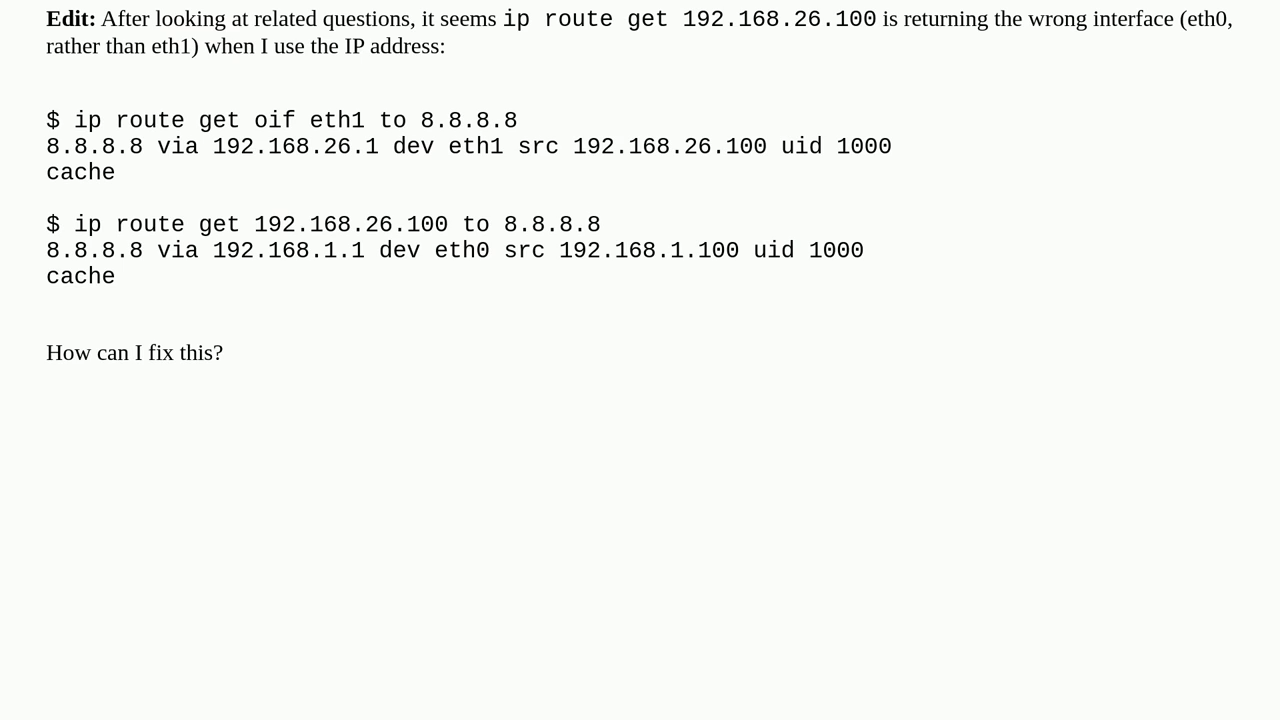 Edit: After looking at related questions, it seems ip route get 192.168.26.100 is returning the wrong interface (eth0,
rather than eth1) when I use the IP address:
$ ip route get oif eth1 to 8.8.8.8
8.8.8.8 via 192.168.26.1 dev eth1 src 192.168.26.100 uid 1000
cache
$ ip route get 192.168.26.100 to 8.8.8.8
8.8.8.8 via 192.168.1.1 dev eth0 src 192.168.1.100 uid 1000
cache
How can I fix this?